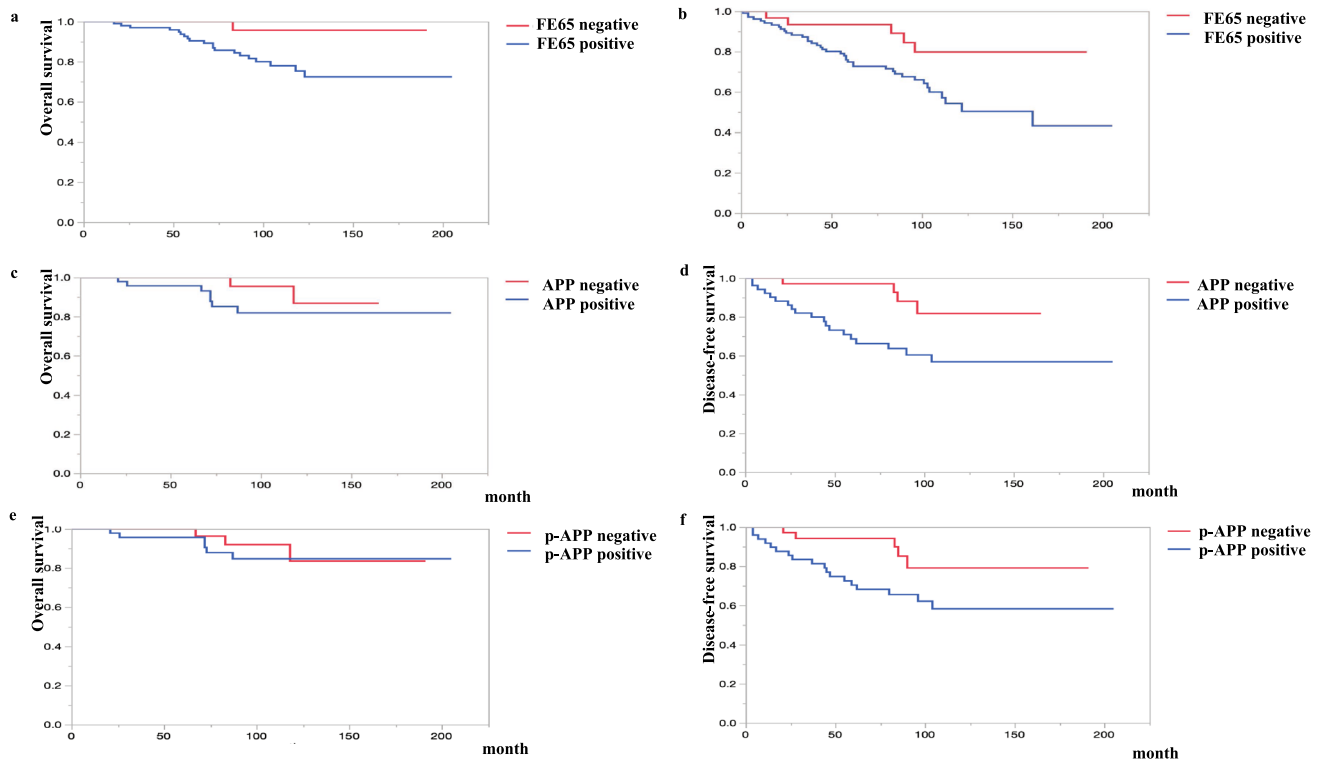 a
FE65 negative
FE65 positive
Overall survival
1.0
0.8
0.6
0.4
0.2
0.0
0 50 100 150 200
b
FE65 negative
FE65 positive
1.0
0.8
0.6
0.4
0.2
0.0
0 50 100 150 200
c
APP negative
APP positive
Overall survival
1.0
0.8
0.6
0.4
0.2
0.0
0 50 100 150 200
month
d
APP negative
APP positive
Disease-free survival
1.0
0.8
0.6
0.4
0.2
0.0
0 50 100 150 200
month
e
p-APP negative
p-APP positive
Overall survival
1.0
0.8
0.6
0.4
0.2
0.0
0 50 100 150 200
month
f
p-APP negative
p-APP positive
Disease-free survival
1.0
0.8
0.6
0.4
0.2
0.0
0 50 100 150 200
month